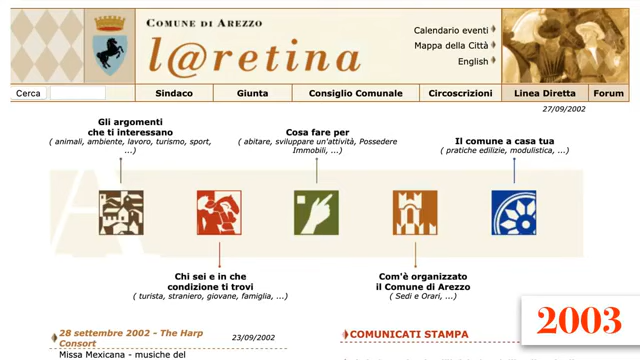 COMUNE DI AREZZO
l@retina
Calendario eventi
Mappa della Città
English
Cerca
Sindaco
Giunta
Consiglio Comunale
Circoscrizioni
Linea Diretta
Forum
27/09/2002
Gli argomenti
che ti interessano
( animali, ambiente, lavoro, turismo, sport,
...)
Cosa fare per
( abitare, sviluppare un'attività, Possedere
Immobili, ...)
Il comune a casa tua
( pratiche edilizie, modulistica, ...)
Chi sei e in che
condizione ti trovi
( turista, straniero, giovane, famiglia, ...)
Com'è organizzato
il Comune di Arezzo
( Sedi e Orari, ...)
28 settembre 2002 - The Harp
Consort
23/09/2002
Missa Mexicana - musiche del
COMUNICATI STAMPA
2003